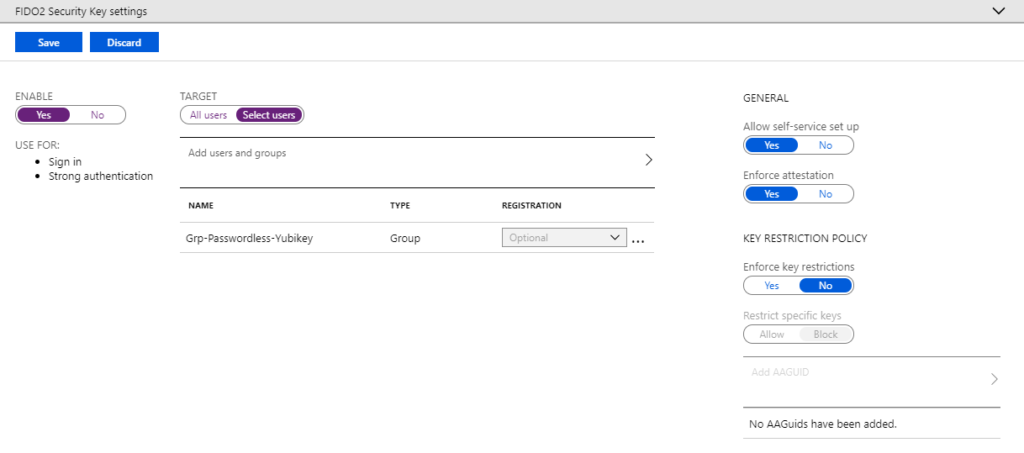 FIDO2 Security Key settings
Save Discard
ENABLE
Yes No
USE FOR:
Sign in
Strong authentication
TARGET
All users Select users
Add users and groups
NAME TYPE REGISTRATION
Grp-Passwordless-Yubikey Group Optional ...
GENERAL
Allow self-service set up
Yes No
Enforce attestation
Yes No
KEY RESTRICTION POLICY
Enforce key restrictions
Yes No
Restrict specific keys
Allow Block
Add AAGUID
No AAGuids have been added.